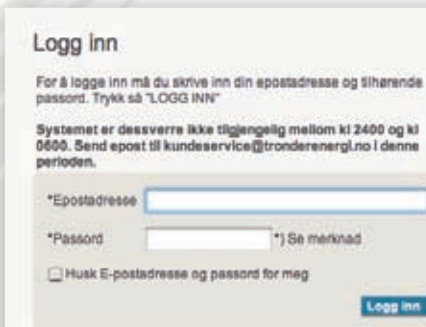 Logg inn
For å logge inn må du skrive inn din epostadresse og tilhørende
passord. Trykk så "LOGG INN"
Systemet er dessverre ikke tilgjengelig mellom kl 2400 og kl
0600. Send epost til kundeservice@tronderenergi.no i denne
perioden.
*Epostadresse
*Passord *) Se merknad
Husk E-postadresse og passord for meg
Logg inn